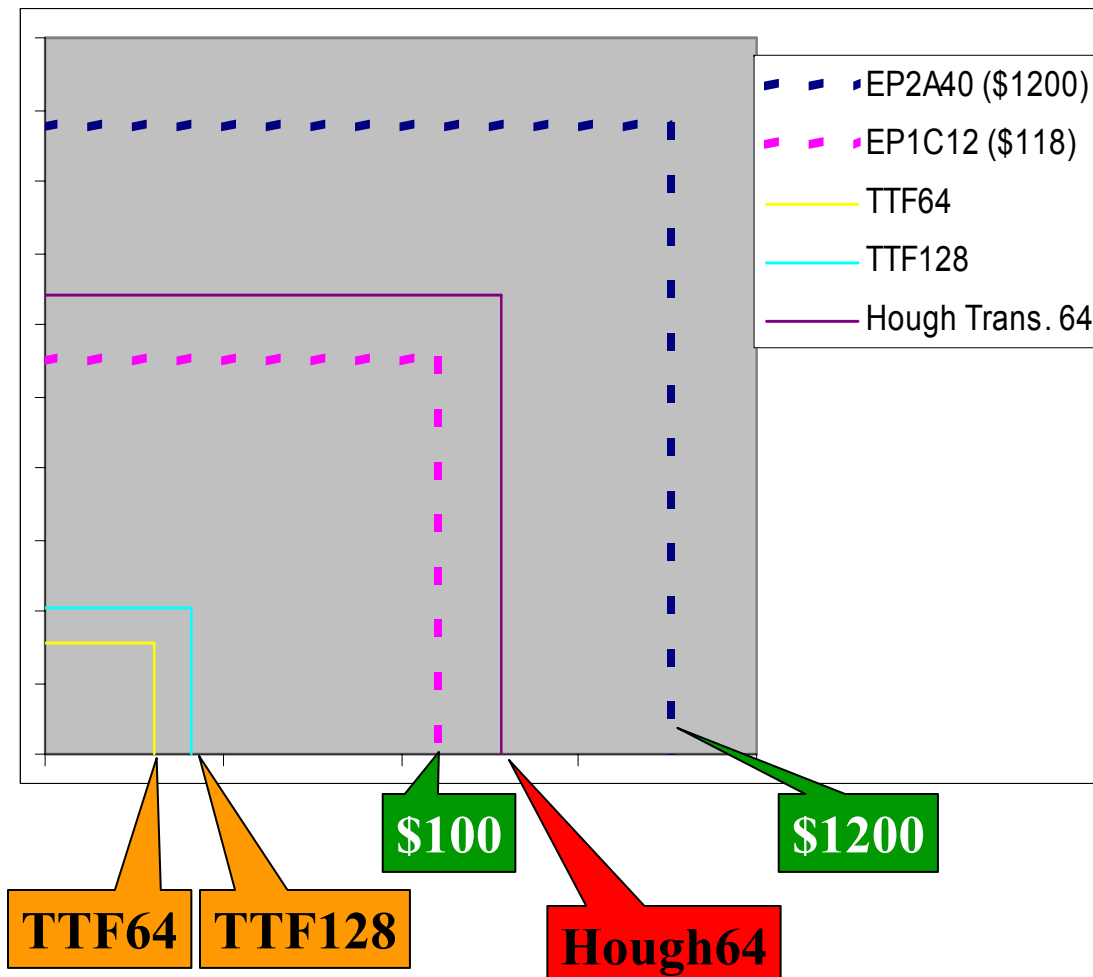 EP2A40 ($1200)
EP1C12 ($118)
TTF64
TTF128
Hough Trans. 64
$100
$1200
TTF64
TTF128
Hough64